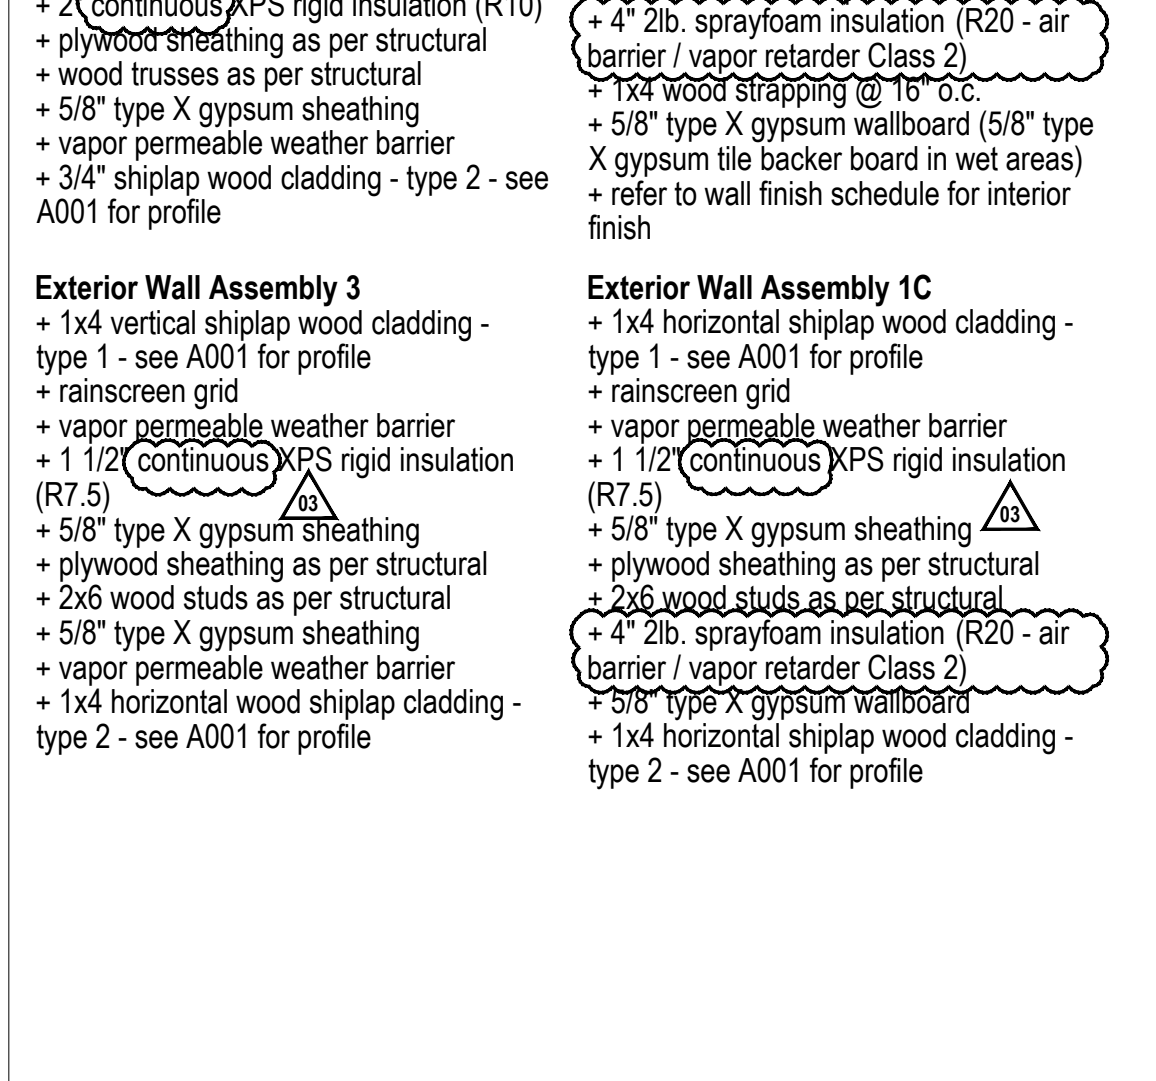 + 2" continuous XPS rigid insulation (R10)
+ plywood sheathing as per structural
+ wood trusses as per structural
+ 5/8" type X gypsum sheathing
+ vapor permeable weather barrier
+ 3/4" shiplap wood cladding - type 2 - see
A001 for profile
Exterior Wall Assembly 3
+ 1x4 vertical shiplap wood cladding -
type 1 - see A001 for profile
+ rainscreen grid
+ vapor permeable weather barrier
+ 1 1/2" continuous XPS rigid insulation
(R7.5)
03
+ 5/8" type X gypsum sheathing
+ plywood sheathing as per structural
+ 2x6 wood studs as per structural
+ 5/8" type X gypsum sheathing
+ vapor permeable weather barrier
+ 1x4 horizontal wood shiplap cladding -
type 2 - see A001 for profile
+ 4" 2lb. sprayfoam insulation (R20 - air
barrier / vapor retarder Class 2)
+ 1x4 wood strapping @ 16" o.c.
+ 5/8" type X gypsum wallboard (5/8" type
X gypsum tile backer board in wet areas)
+ refer to wall finish schedule for interior
finish
Exterior Wall Assembly 1C
+ 1x4 horizontal shiplap wood cladding -
type 1 - see A001 for profile
+ rainscreen grid
+ vapor permeable weather barrier
+ 1 1/2" continuous XPS rigid insulation
(R7.5)
03
+ 5/8" type X gypsum sheathing
+ plywood sheathing as per structural
+ 2x6 wood studs as per structural
+ 4" 2lb. sprayfoam insulation (R20 - air
barrier / vapor retarder Class 2)
+ 5/8" type X gypsum wallboard
+ 1x4 horizontal shiplap wood cladding -
type 2 - see A001 for profile